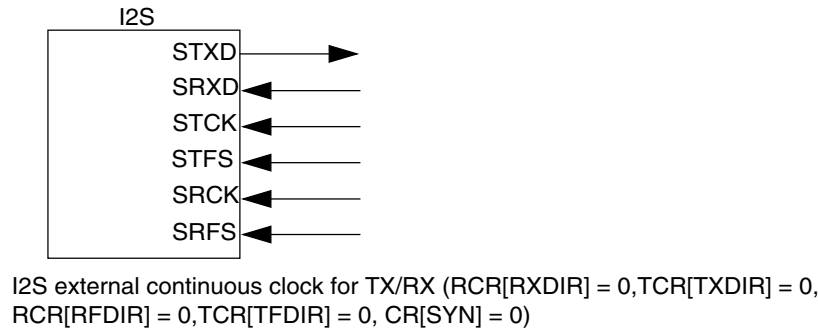 I2S
STXD
SRXD
STCK
STFS
SRCK
SRFS
I2S external continuous clock for TX/RX (RCR[RXDIR] = 0,TCR[TXDIR] = 0,
RCR[RFDIR] = 0,TCR[TFDIR] = 0, CR[SYN] = 0)